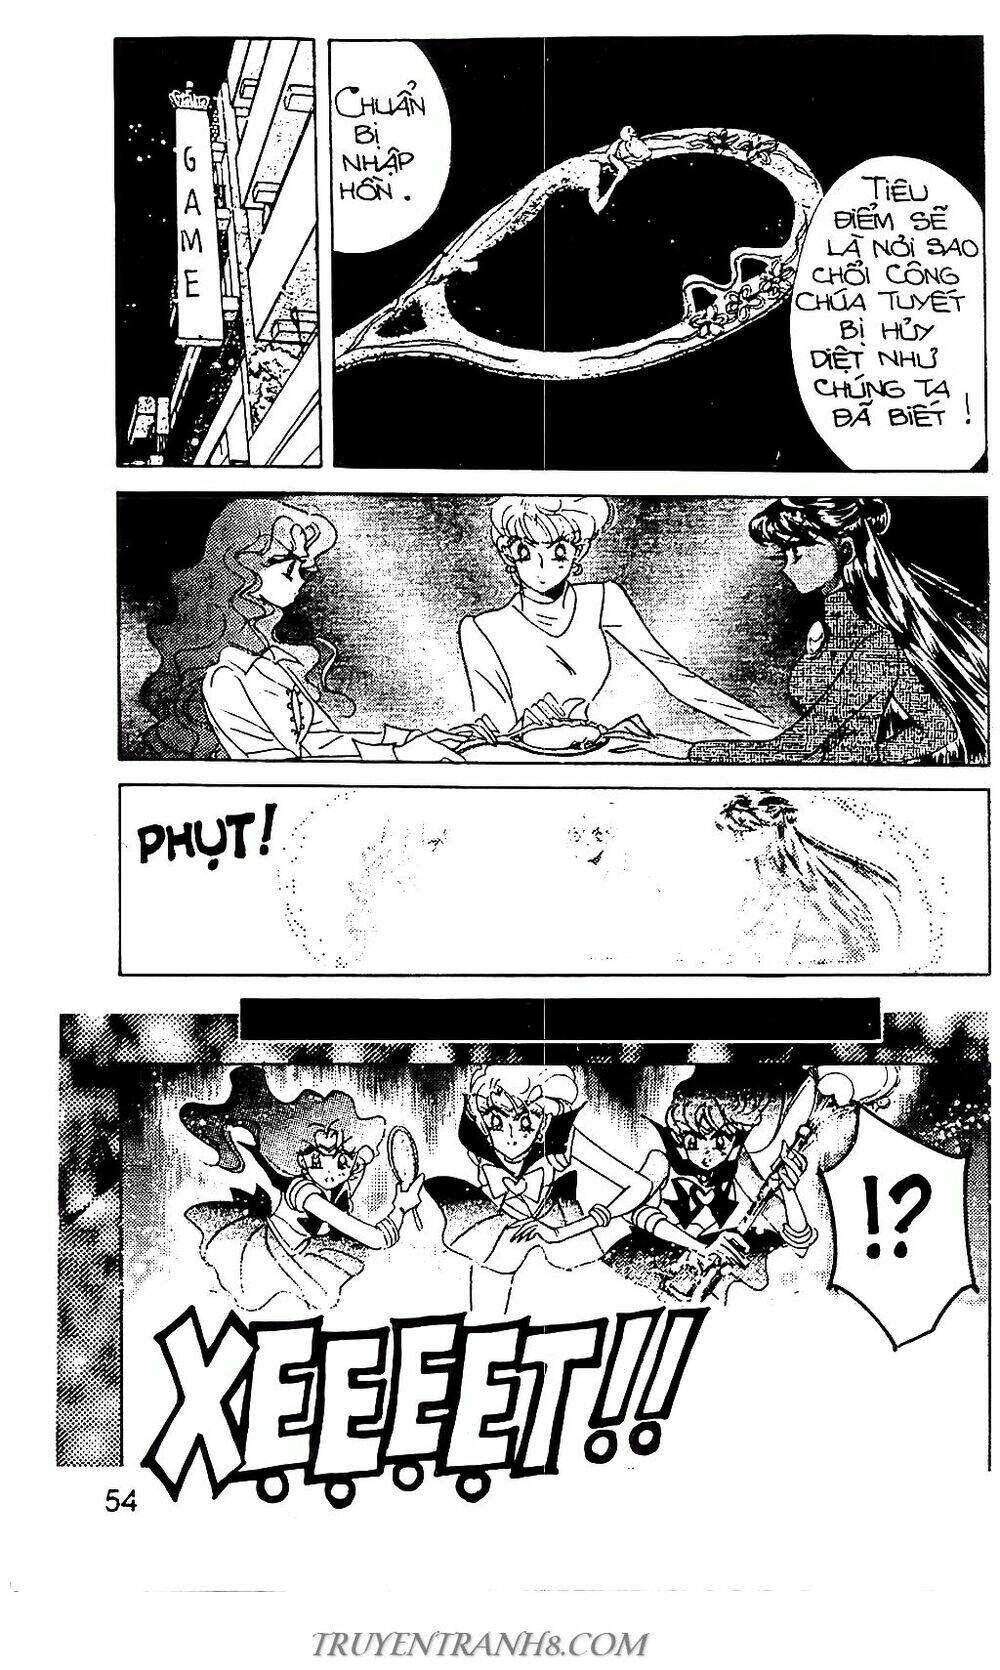 GAME
CHUẨN
BỊ
NHẬP
HỒN.
TIÊU
ĐIỂM SẼ
LÀ NƠI SAO
CHỔI CÔNG
CHÚA TUYẾT
BỊ HỦY
DIỆT NHƯ
CHÚNG TA
ĐÃ BIẾT!
PHỤT!
!?
XEEEET!!
54
TRUYENTRANH8.COM